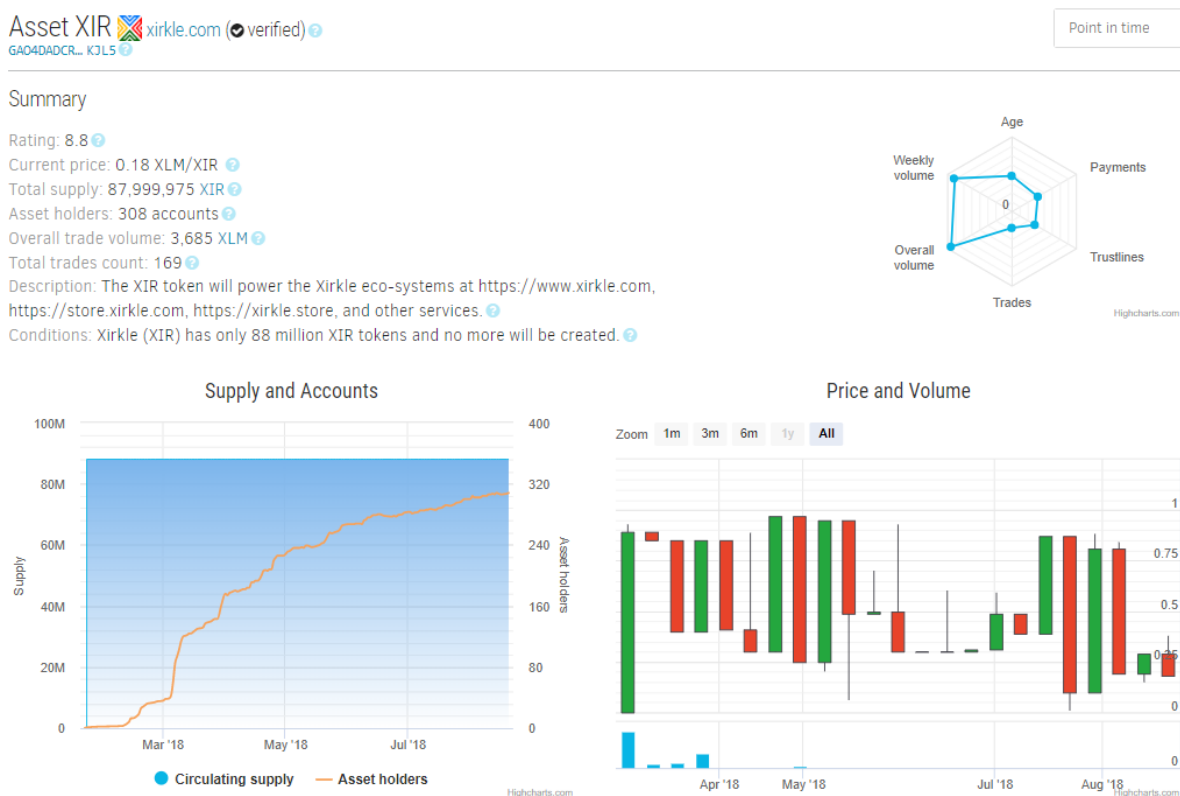 Asset XIR xirkle.com (verified) ?
GAO4DADCR... KJL5 ?
Point in time
Summary
Rating: 8.8 ?
Current price: 0.18 XLM/XIR ?
Total supply: 87,999,975 XIR ?
Asset holders: 308 accounts ?
Overall trade volume: 3,685 XLM ?
Total trades count: 169 ?
Description: The XIR token will power the Xirkle eco-systems at https://www.xirkle.com,
https://store.xirkle.com, https://xirkle.store, and other services. ?
Conditions: Xirkle (XIR) has only 88 million XIR tokens and no more will be created. ?
Age
Payments
Trustlines
Trades
Overall
volume
Weekly
volume
0
Highcharts.com
Supply and Accounts
100M
80M
60M
40M
20M
0
Supply
400
320
240
160
80
0
Asset holders
Mar '18
May '18
Jul '18
Circulating supply
Asset holders
Highcharts.com
Price and Volume
Zoom 1m 3m 6m 1y All
1
0.75
0.5
0.25
0
0
Apr '18
May '18
Jul '18
Aug '18
Highcharts.com